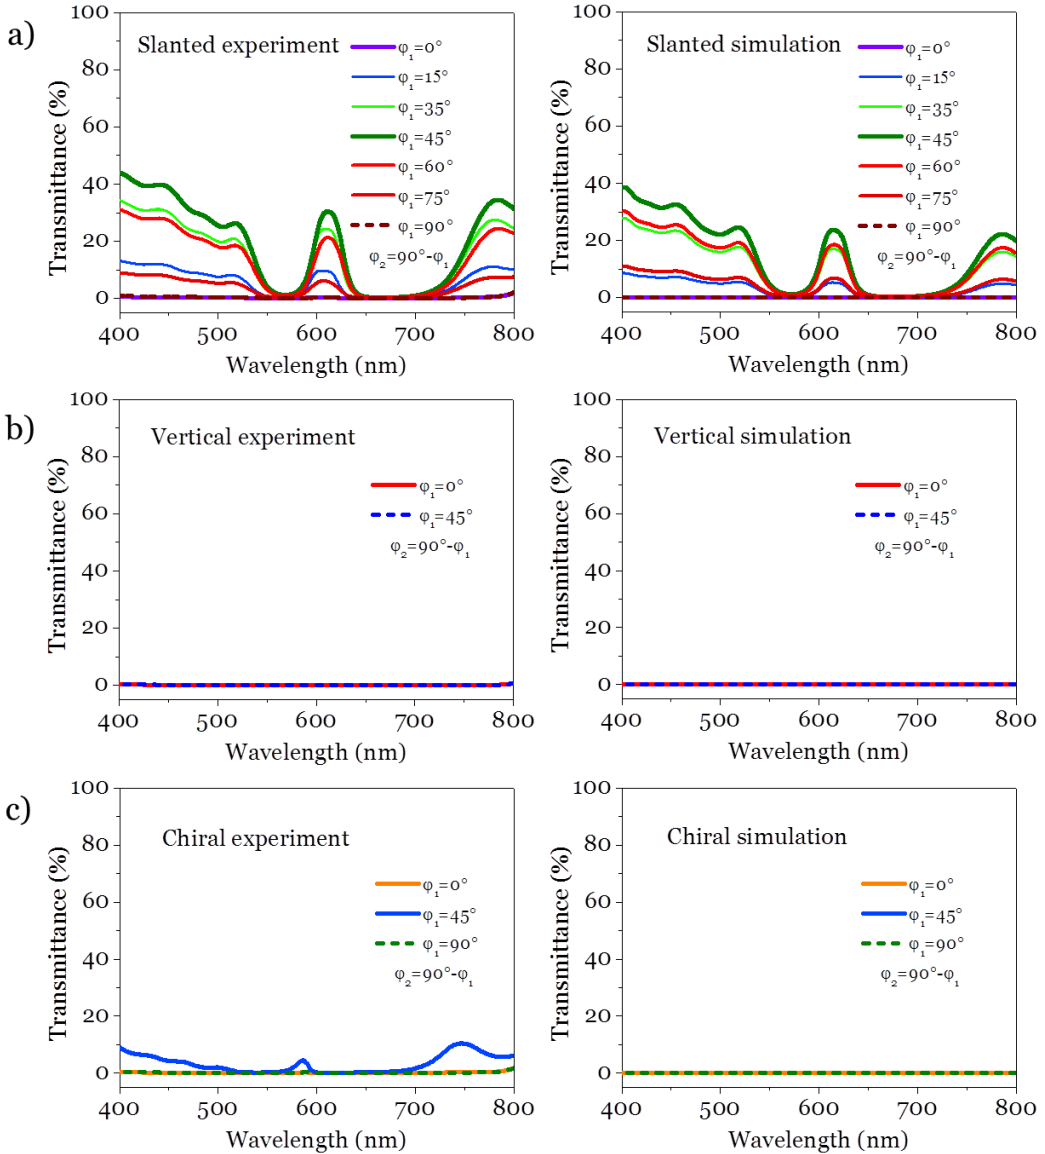 a)
Slanted experiment
Transmittance (%)
100
80
60
40
20
0
φ1=0°
φ1=15°
φ1=35°
φ1=45°
φ1=60°
φ1=75°
φ1=90°
φ2=90°-φ1
400 500 600 700 800
Wavelength (nm)
Slanted simulation
Transmittance (%)
100
80
60
40
20
0
φ1=0°
φ1=15°
φ1=35°
φ1=45°
φ1=60°
φ1=75°
φ1=90°
φ2=90°-φ1
400 500 600 700 800
Wavelength (nm)
b)
Vertical experiment
Transmittance (%)
100
80
60
40
20
0
φ1=0°
φ1=45°
φ2=90°-φ1
400 500 600 700 800
Wavelength (nm)
Vertical simulation
Transmittance (%)
100
80
60
40
20
0
φ1=0°
φ1=45°
φ2=90°-φ1
400 500 600 700 800
Wavelength (nm)
c)
Chiral experiment
Transmittance (%)
100
80
60
40
20
0
φ1=0°
φ1=45°
φ1=90°
φ2=90°-φ1
400 500 600 700 800
Wavelength (nm)
Chiral simulation
Transmittance (%)
100
80
60
40
20
0
φ1=0°
φ1=45°
φ1=90°
φ2=90°-φ1
400 500 600 700 800
Wavelength (nm)